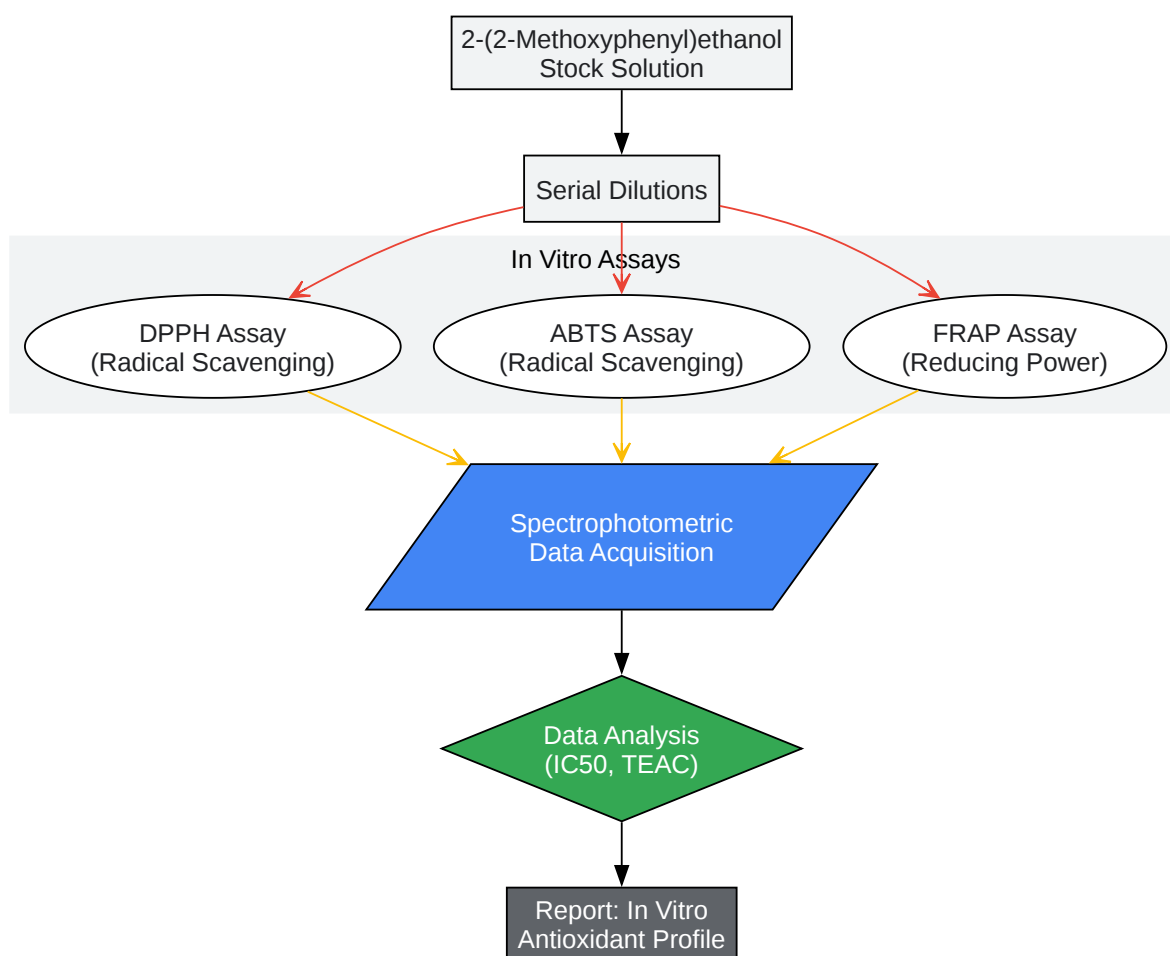 2-(2-Methoxyphenyl)ethanol
Stock Solution
Serial Dilutions
In Vitro Assays
DPPH Assay
(Radical Scavenging)
ABTS Assay
(Radical Scavenging)
FRAP Assay
(Reducing Power)
Spectrophotometric
Data Acquisition
Data Analysis
(IC50, TEAC)
Report: In Vitro
Antioxidant Profile